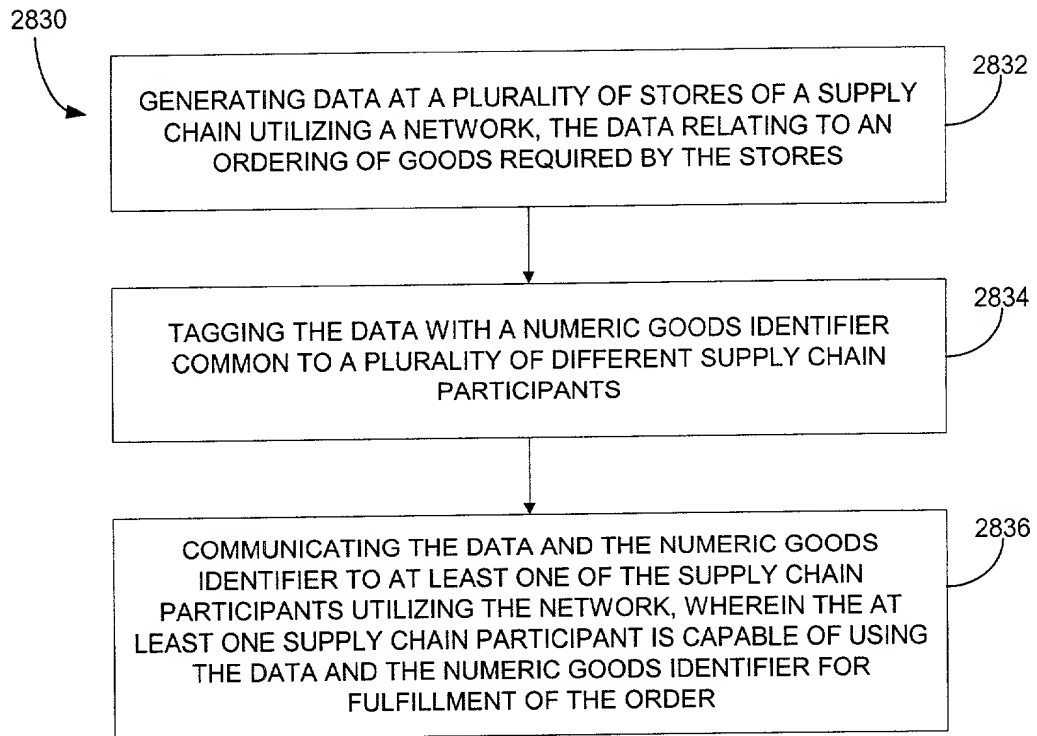 2830
2832
GENERATING DATA AT A PLURALITY OF STORES OF A SUPPLY
CHAIN UTILIZING A NETWORK, THE DATA RELATING TO AN
ORDERING OF GOODS REQUIRED BY THE STORES
2834
TAGGING THE DATA WITH A NUMERIC GOODS IDENTIFIER
COMMON TO A PLURALITY OF DIFFERENT SUPPLY CHAIN
PARTICIPANTS
2836
COMMUNICATING THE DATA AND THE NUMERIC GOODS
IDENTIFIER TO AT LEAST ONE OF THE SUPPLY CHAIN
PARTICIPANTS UTILIZING THE NETWORK, WHEREIN THE AT
LEAST ONE SUPPLY CHAIN PARTICIPANT IS CAPABLE OF USING
THE DATA AND THE NUMERIC GOODS IDENTIFIER FOR
FULFILLMENT OF THE ORDER